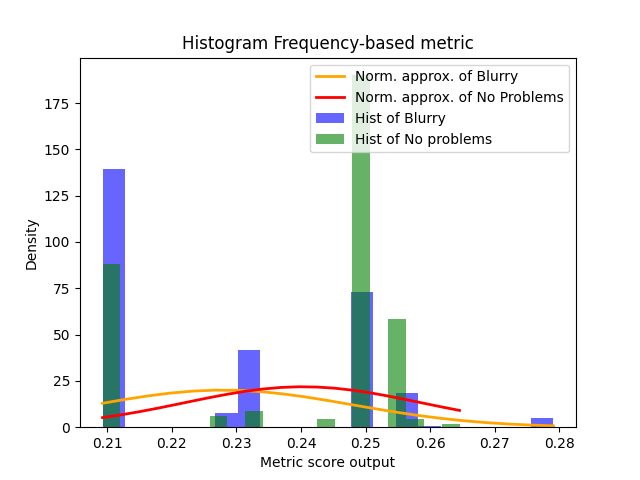 Histogram Frequency-based metric
Norm. approx. of Blurry
Norm. approx. of No Problems
Hist of Blurry
Hist of No problems
175
150
125
100
75
50
25
0
Density
0.21 0.22 0.23 0.24 0.25 0.26 0.27 0.28
Metric score output